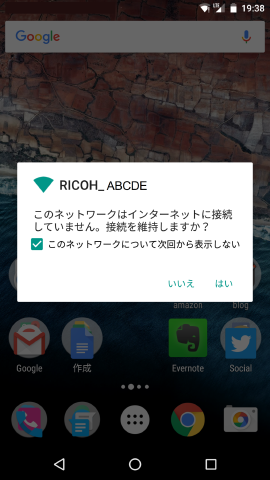 19:38
Google
RICOH_ ABCDE
このネットワークはインターネットに接続
していません。接続を維持しますか？
このネットワークについて次回から表示しない
いいえ はい
amazon blog
Google 作成 Evernote Social